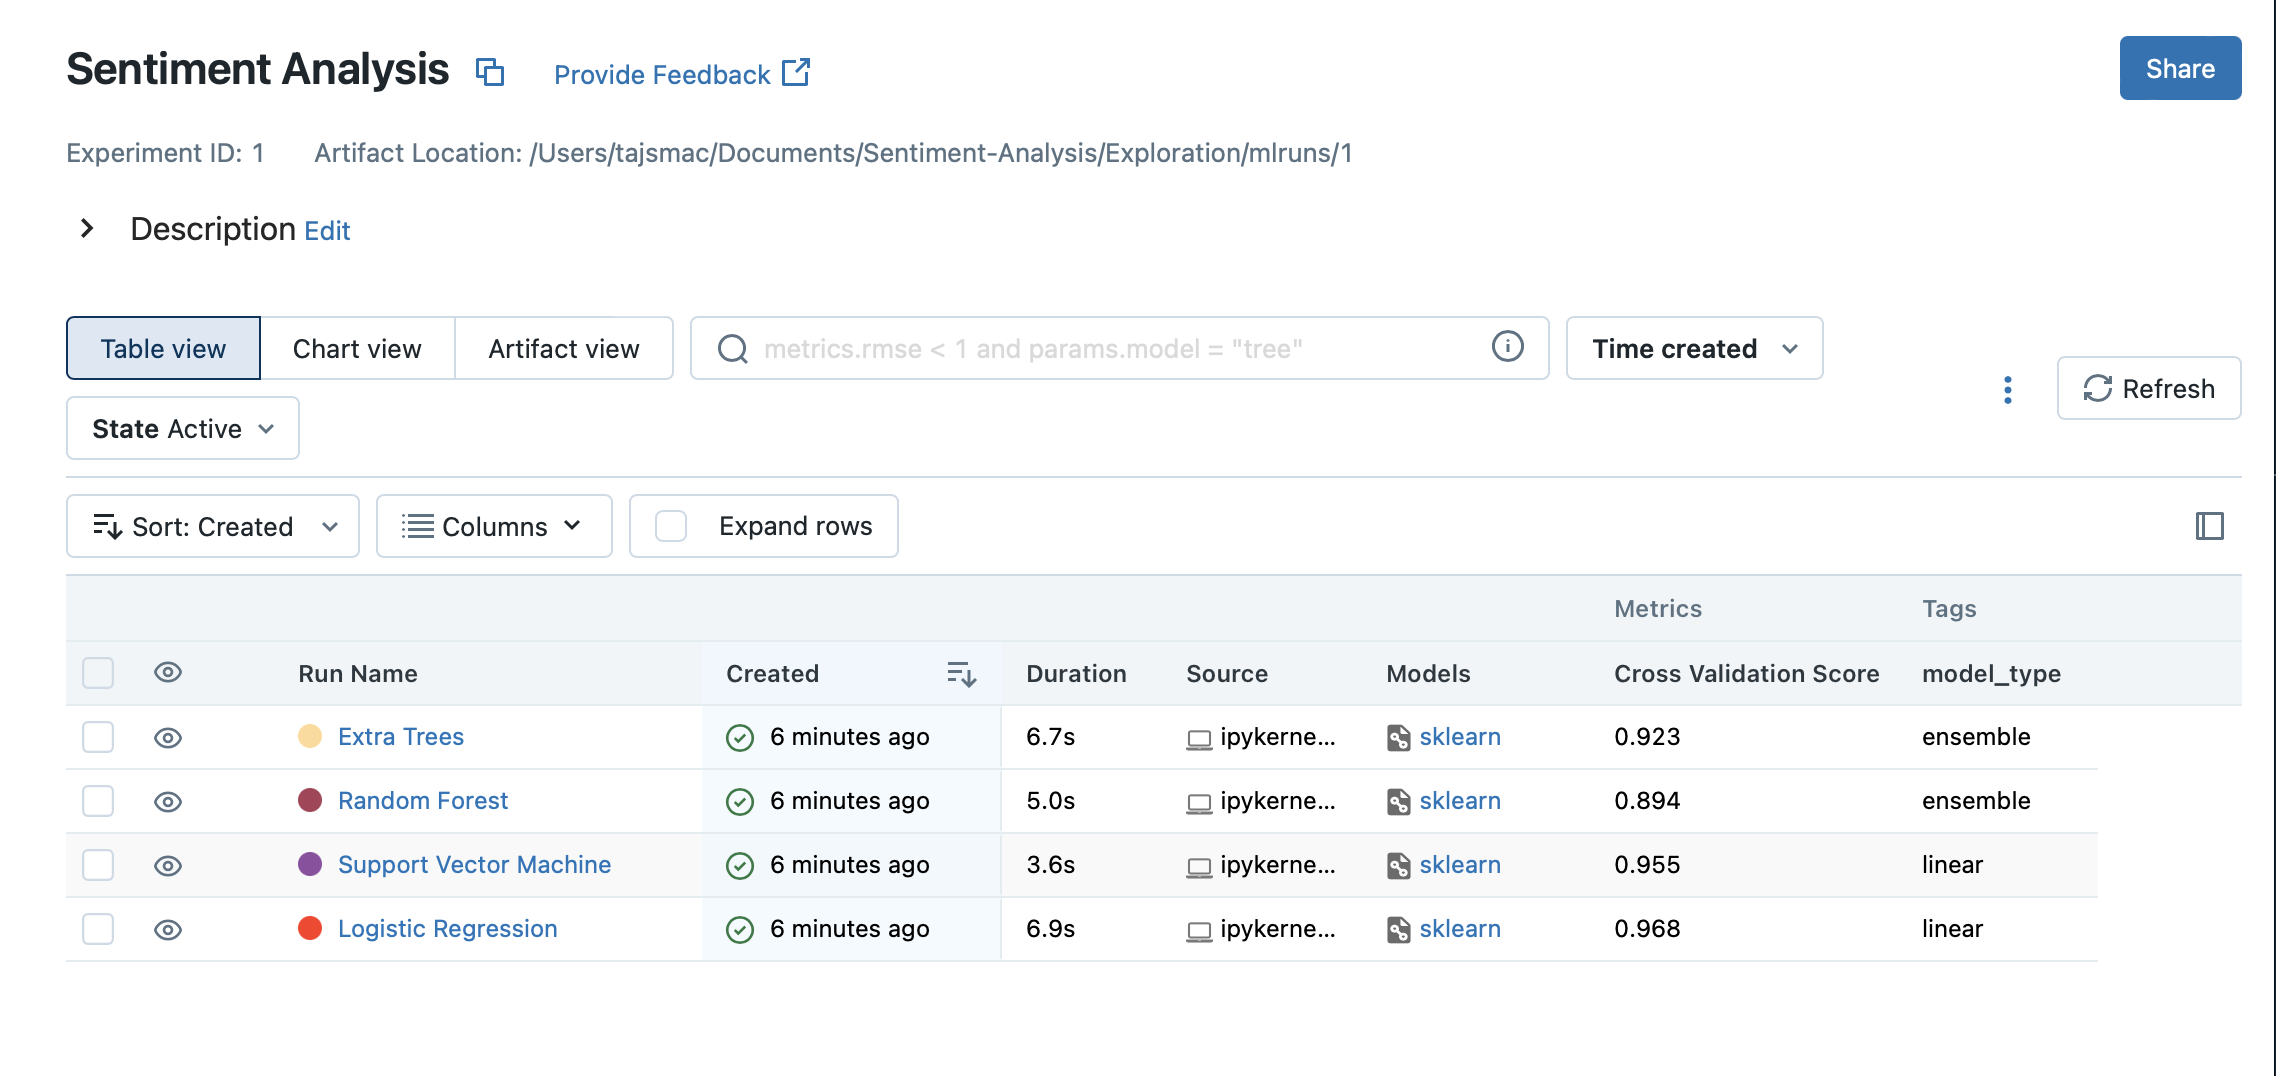 Sentiment Analysis Provide Feedback Share
Experiment ID: 1 Artifact Location: /Users/tajsmac/Documents/Sentiment-Analysis/Exploration/mlruns/1
Description Edit
Table view Chart view Artifact view metrics.rmse < 1 and params.model = "tree" Time created
Refresh
State Active
Sort: Created Columns Expand rows
Metrics Tags
Run Name Created Duration Source Models Cross Validation Score model_type
Extra Trees 6 minutes ago 6.7s ipykerne... sklearn 0.923 ensemble
Random Forest 6 minutes ago 5.0s ipykerne... sklearn 0.894 ensemble
Support Vector Machine 6 minutes ago 3.6s ipykerne... sklearn 0.955 linear
Logistic Regression 6 minutes ago 6.9s ipykerne... sklearn 0.968 linear